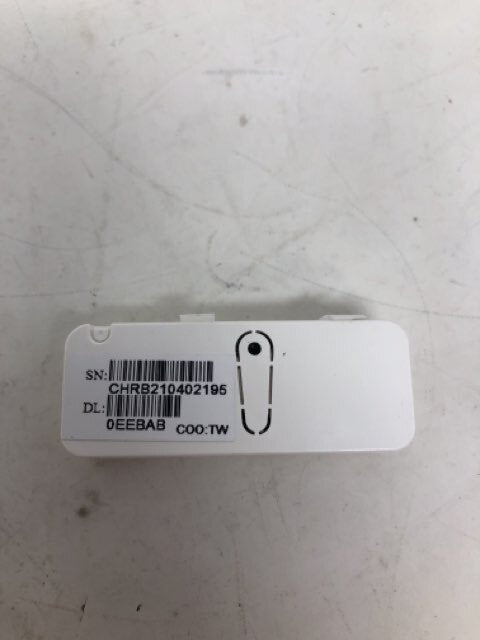 SN:
CHRB210402195
DL:
0EEBAB COO:TW